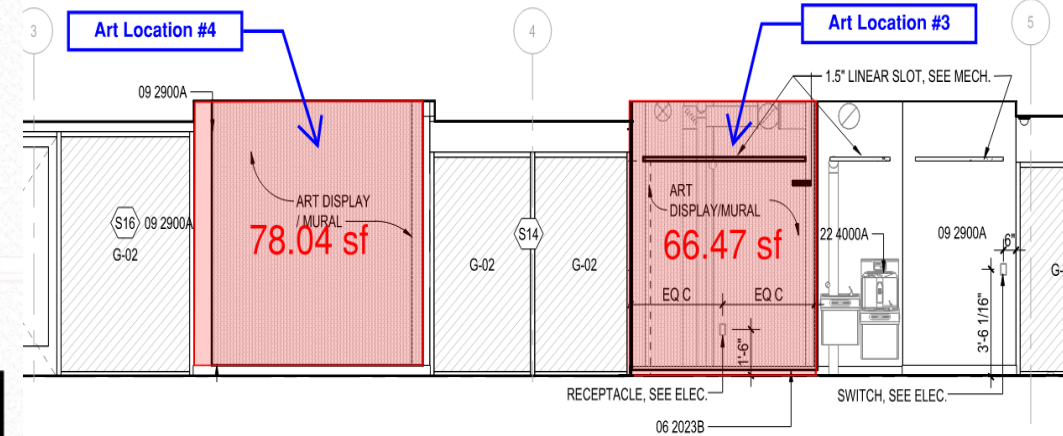 Art Location #4
Art Location #3
3
4
5
1.5" LINEAR SLOT, SEE MECH.
09 2900A
ART DISPLAY
/ MURAL
78.04 sf
S16
09 2900A
G-02
S14
G-02
G-02
ART
DISPLAY/MURAL
66.47 sf
22 4000A
09 2900A
6"
G-
EQ C
EQ C
1'-6"
3'-6 1/16"
RECEPTACLE, SEE ELEC.
SWITCH, SEE ELEC.
06 2023B